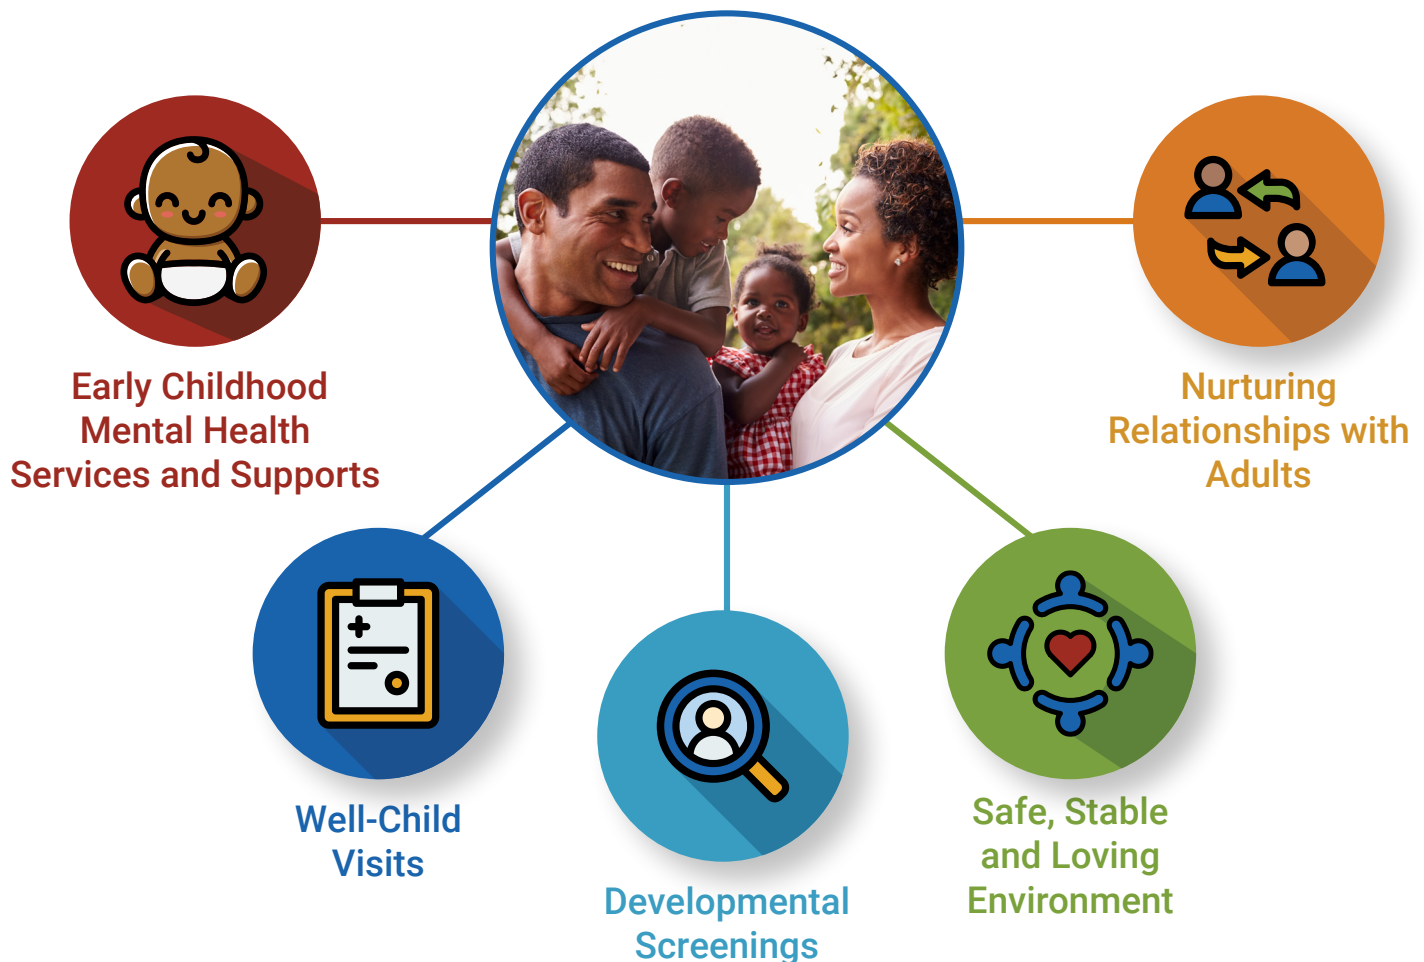 Early Childhood
Mental Health
Services and Supports
Nurturing
Relationships with
Adults
Well-Child
Visits
Developmental
Screenings
Safe, Stable
and Loving
Environment